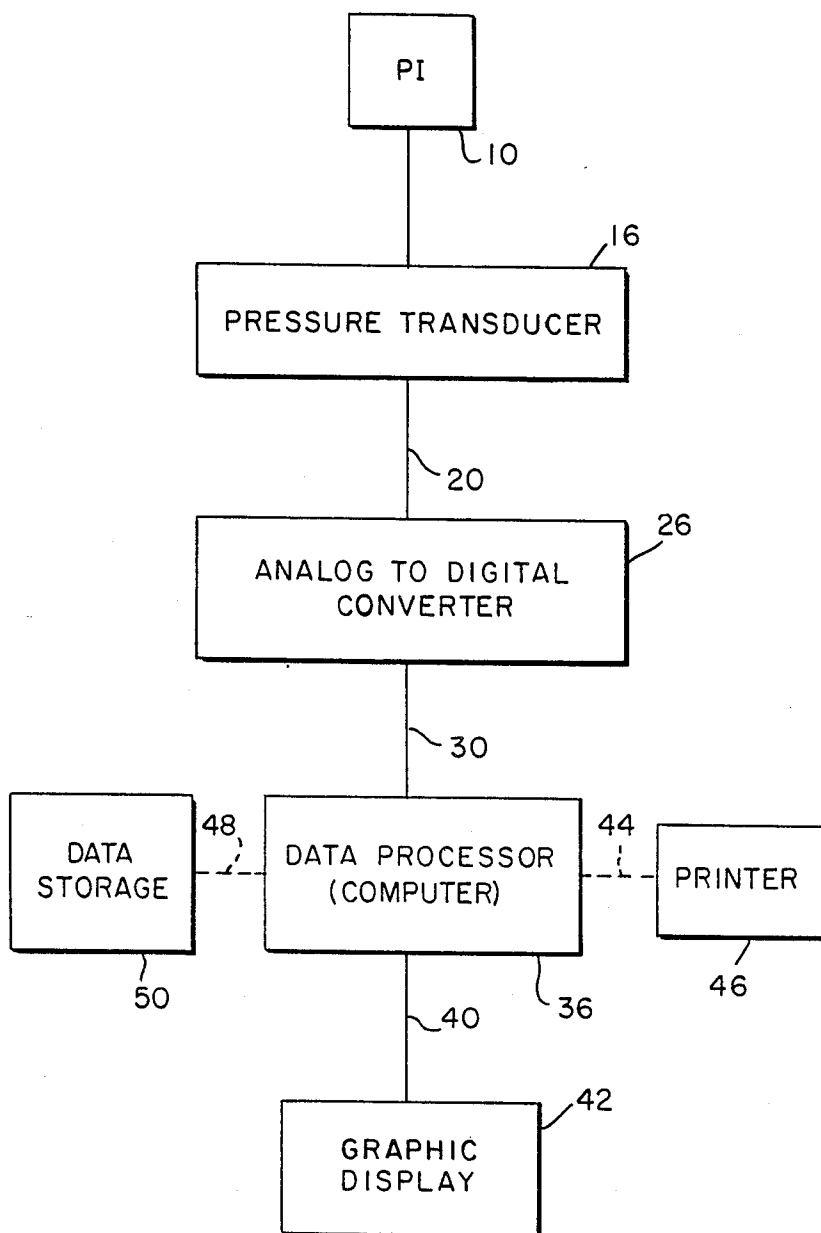 PI
10
16
PRESSURE TRANSDUCER
20
26
ANALOG TO DIGITAL
CONVERTER
30
DATA
STORAGE
50
48
DATA PROCESSOR
(COMPUTER)
36
44
PRINTER
46
40
42
GRAPHIC
DISPLAY